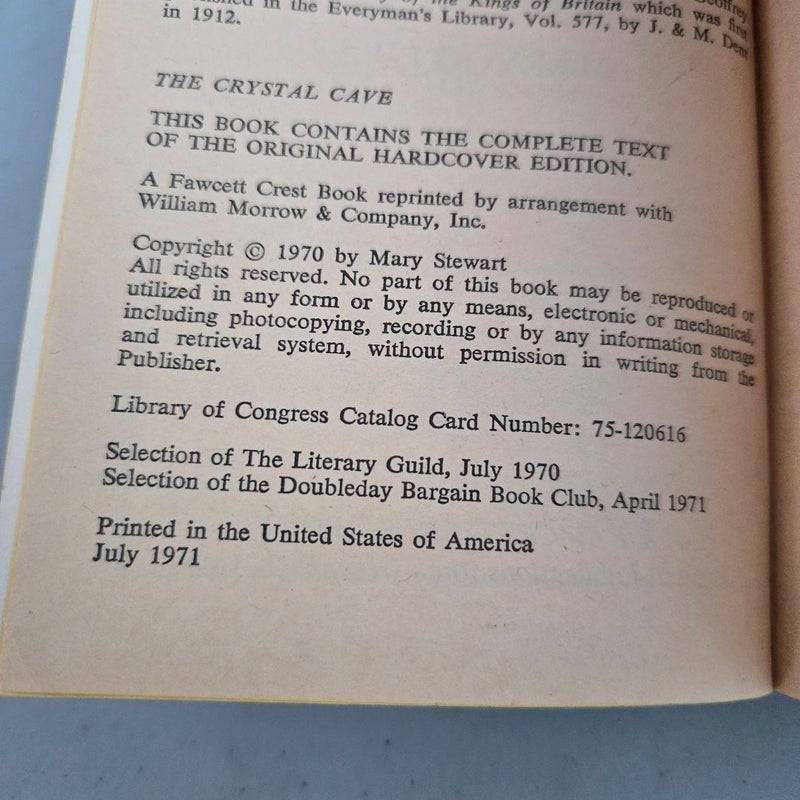 Geoffrey
of the Kings of Britain which was first
in the Everyman's Library, Vol. 577, by J. & M. Dent
in 1912.
THE CRYSTAL CAVE
THIS BOOK CONTAINS THE COMPLETE TEXT
OF THE ORIGINAL HARDCOVER EDITION.
A Fawcett Crest Book reprinted by arrangement with
William Morrow & Company, Inc.
Copyright © 1970 by Mary Stewart
All rights reserved. No part of this book may be reproduced or
utilized in any form or by any means, electronic or mechanical,
including photocopying, recording or by any information storage
and retrieval system, without permission in writing from the
Publisher.
Library of Congress Catalog Card Number: 75-120616
Selection of The Literary Guild, July 1970
Selection of the Doubleday Bargain Book Club, April 1971
Printed in the United States of America
July 1971